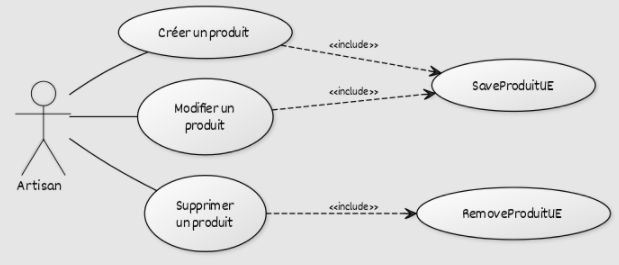 Créer un produit
<<include>>
SaveProduitUE
<<include>>
Modifier un
produit
Artisan
Supprimer
un produit
<<include>>
RemoveProduitUE